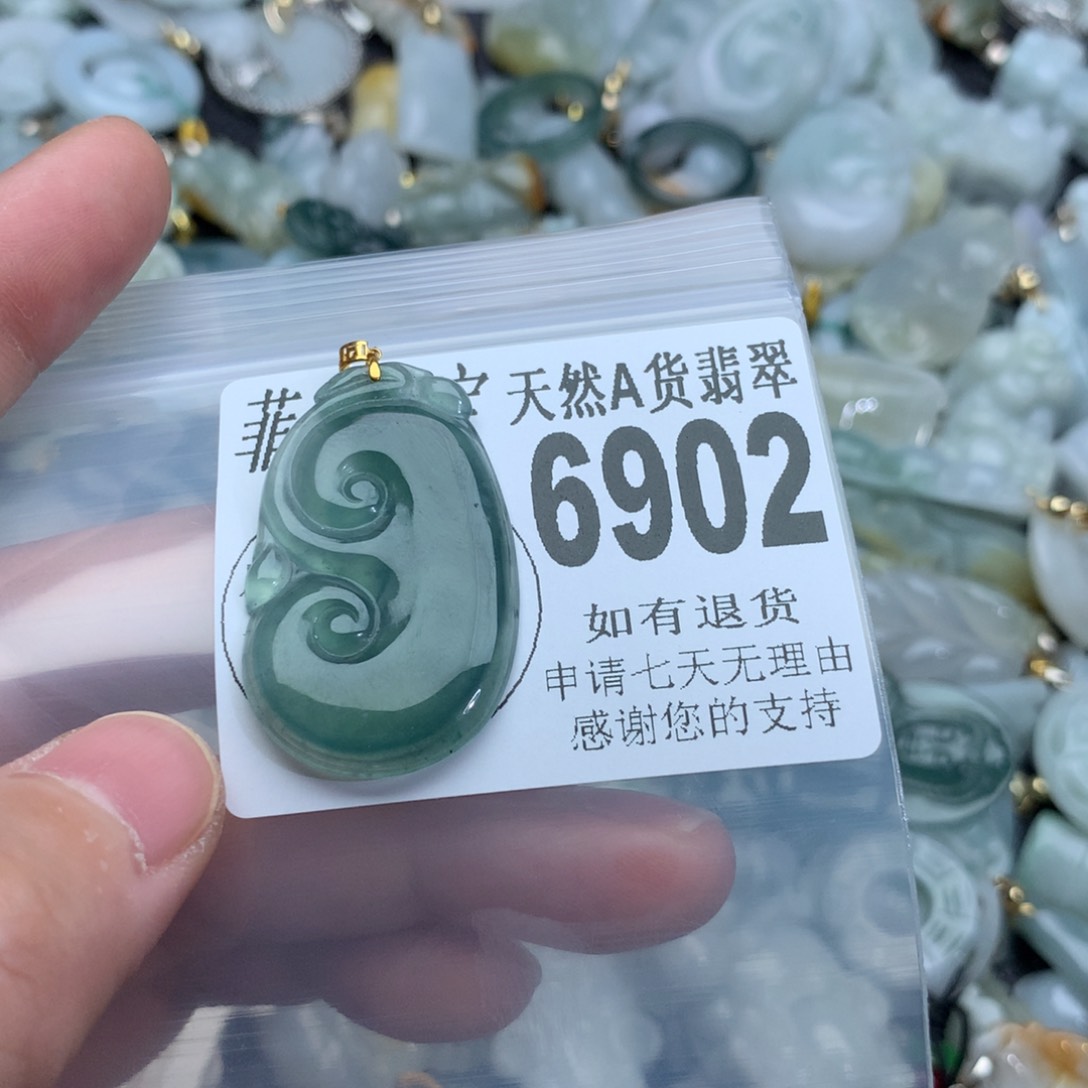 天然A货翡翠
6902
如有退货
申请七天无理由
感谢您的支持